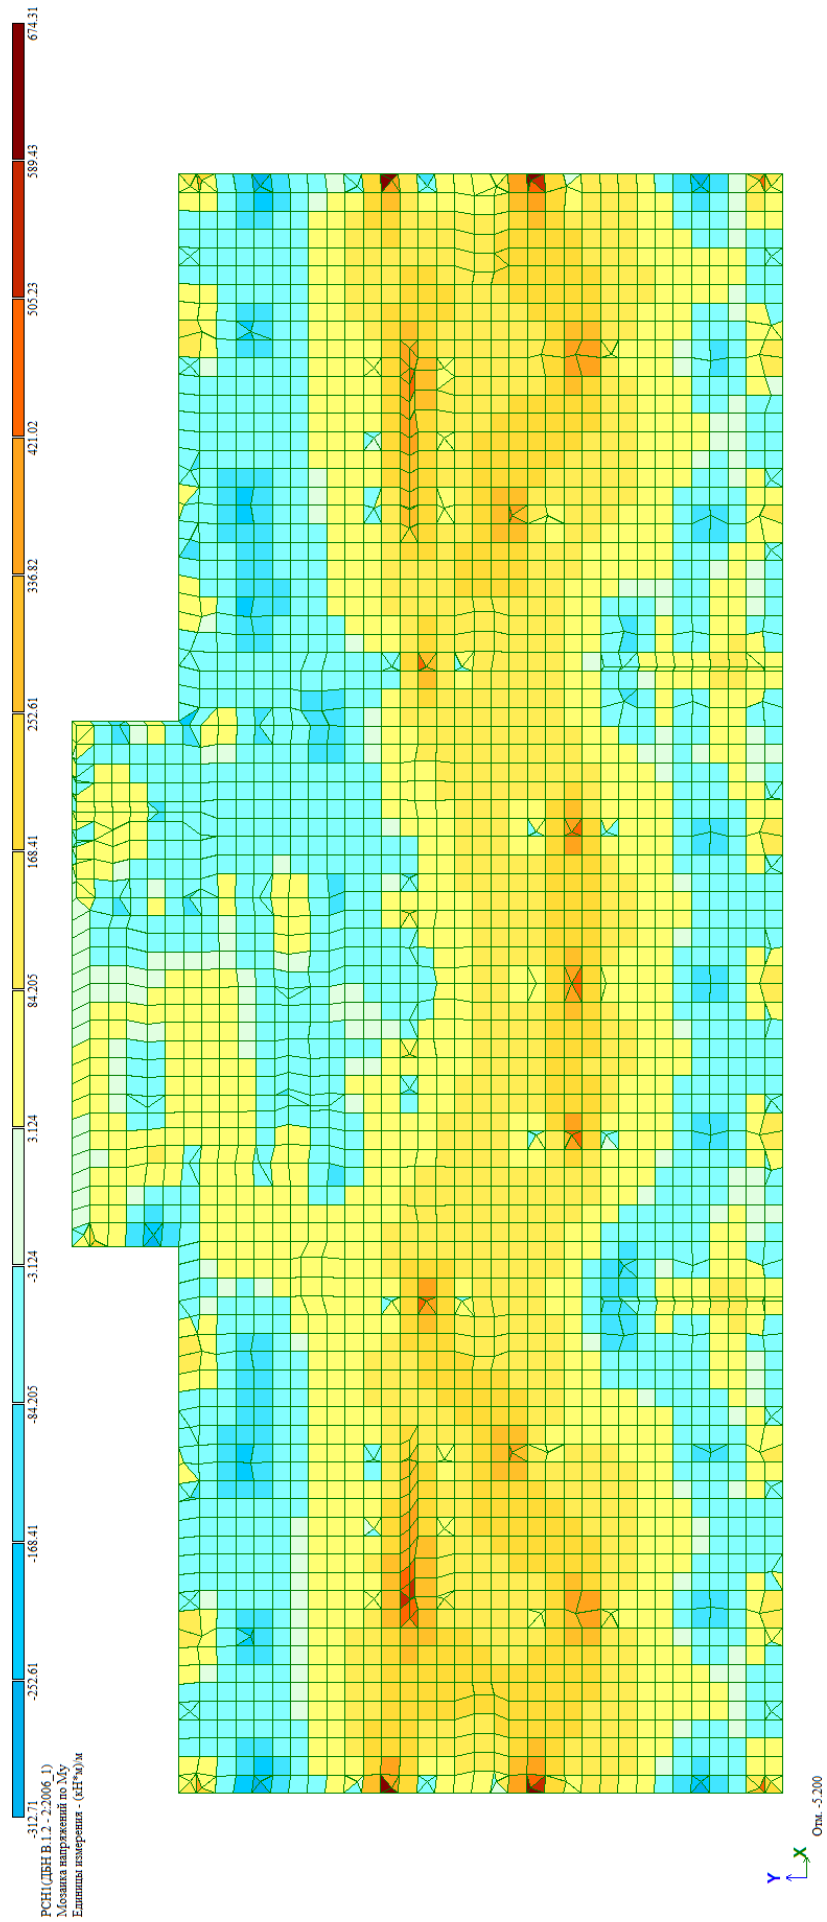 -312.71
-252.61
-168.41
-84.205
-3.124
3.124
84.205
168.41
252.61
336.82
421.02
505.23
589.43
674.31
РСН1(ДБН В.1.2 - 2:2006_1)
Мозаика напряжений по My
Единицы измерения - (кН*м)/м
Y
X
Отм. -5.200